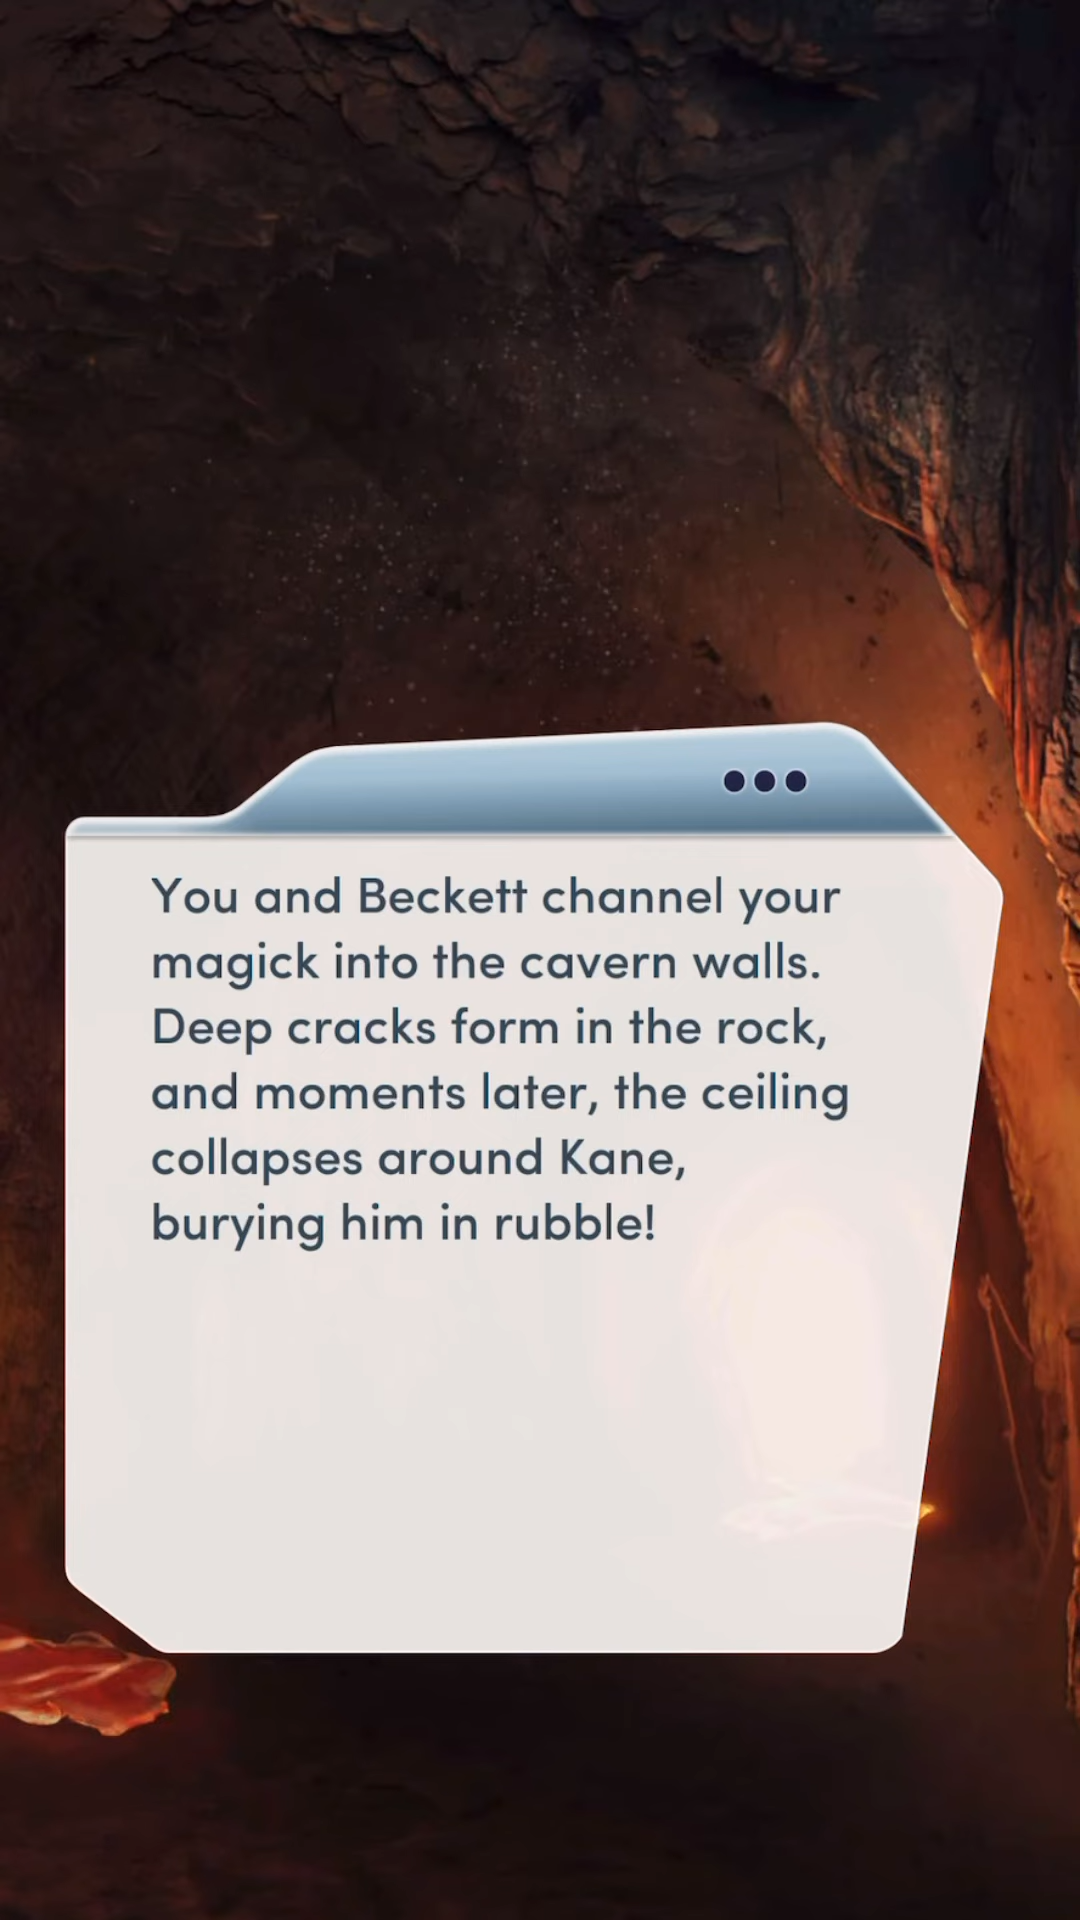 You and Beckett channel your
magick into the cavern walls.
Deep cracks form in the rock,
and moments later, the ceiling
collapses around Kane,
burying him in rubble!